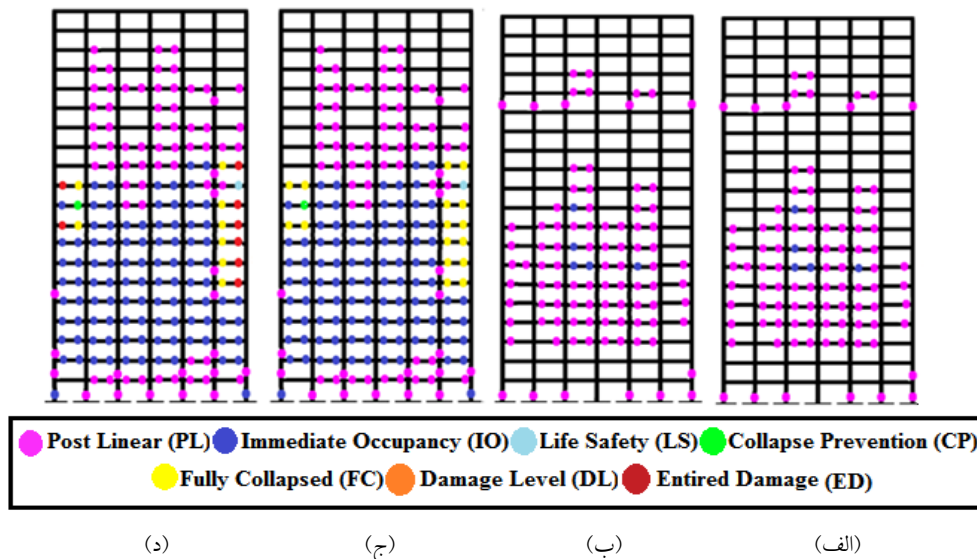 Post Linear (PL) Immediate Occupancy (IO) Life Safety (LS) Collapse Prevention (CP)
Fully Collapsed (FC) Damage Level (DL) Entired Damage (ED)
(الف) (ب) (ج) (د)